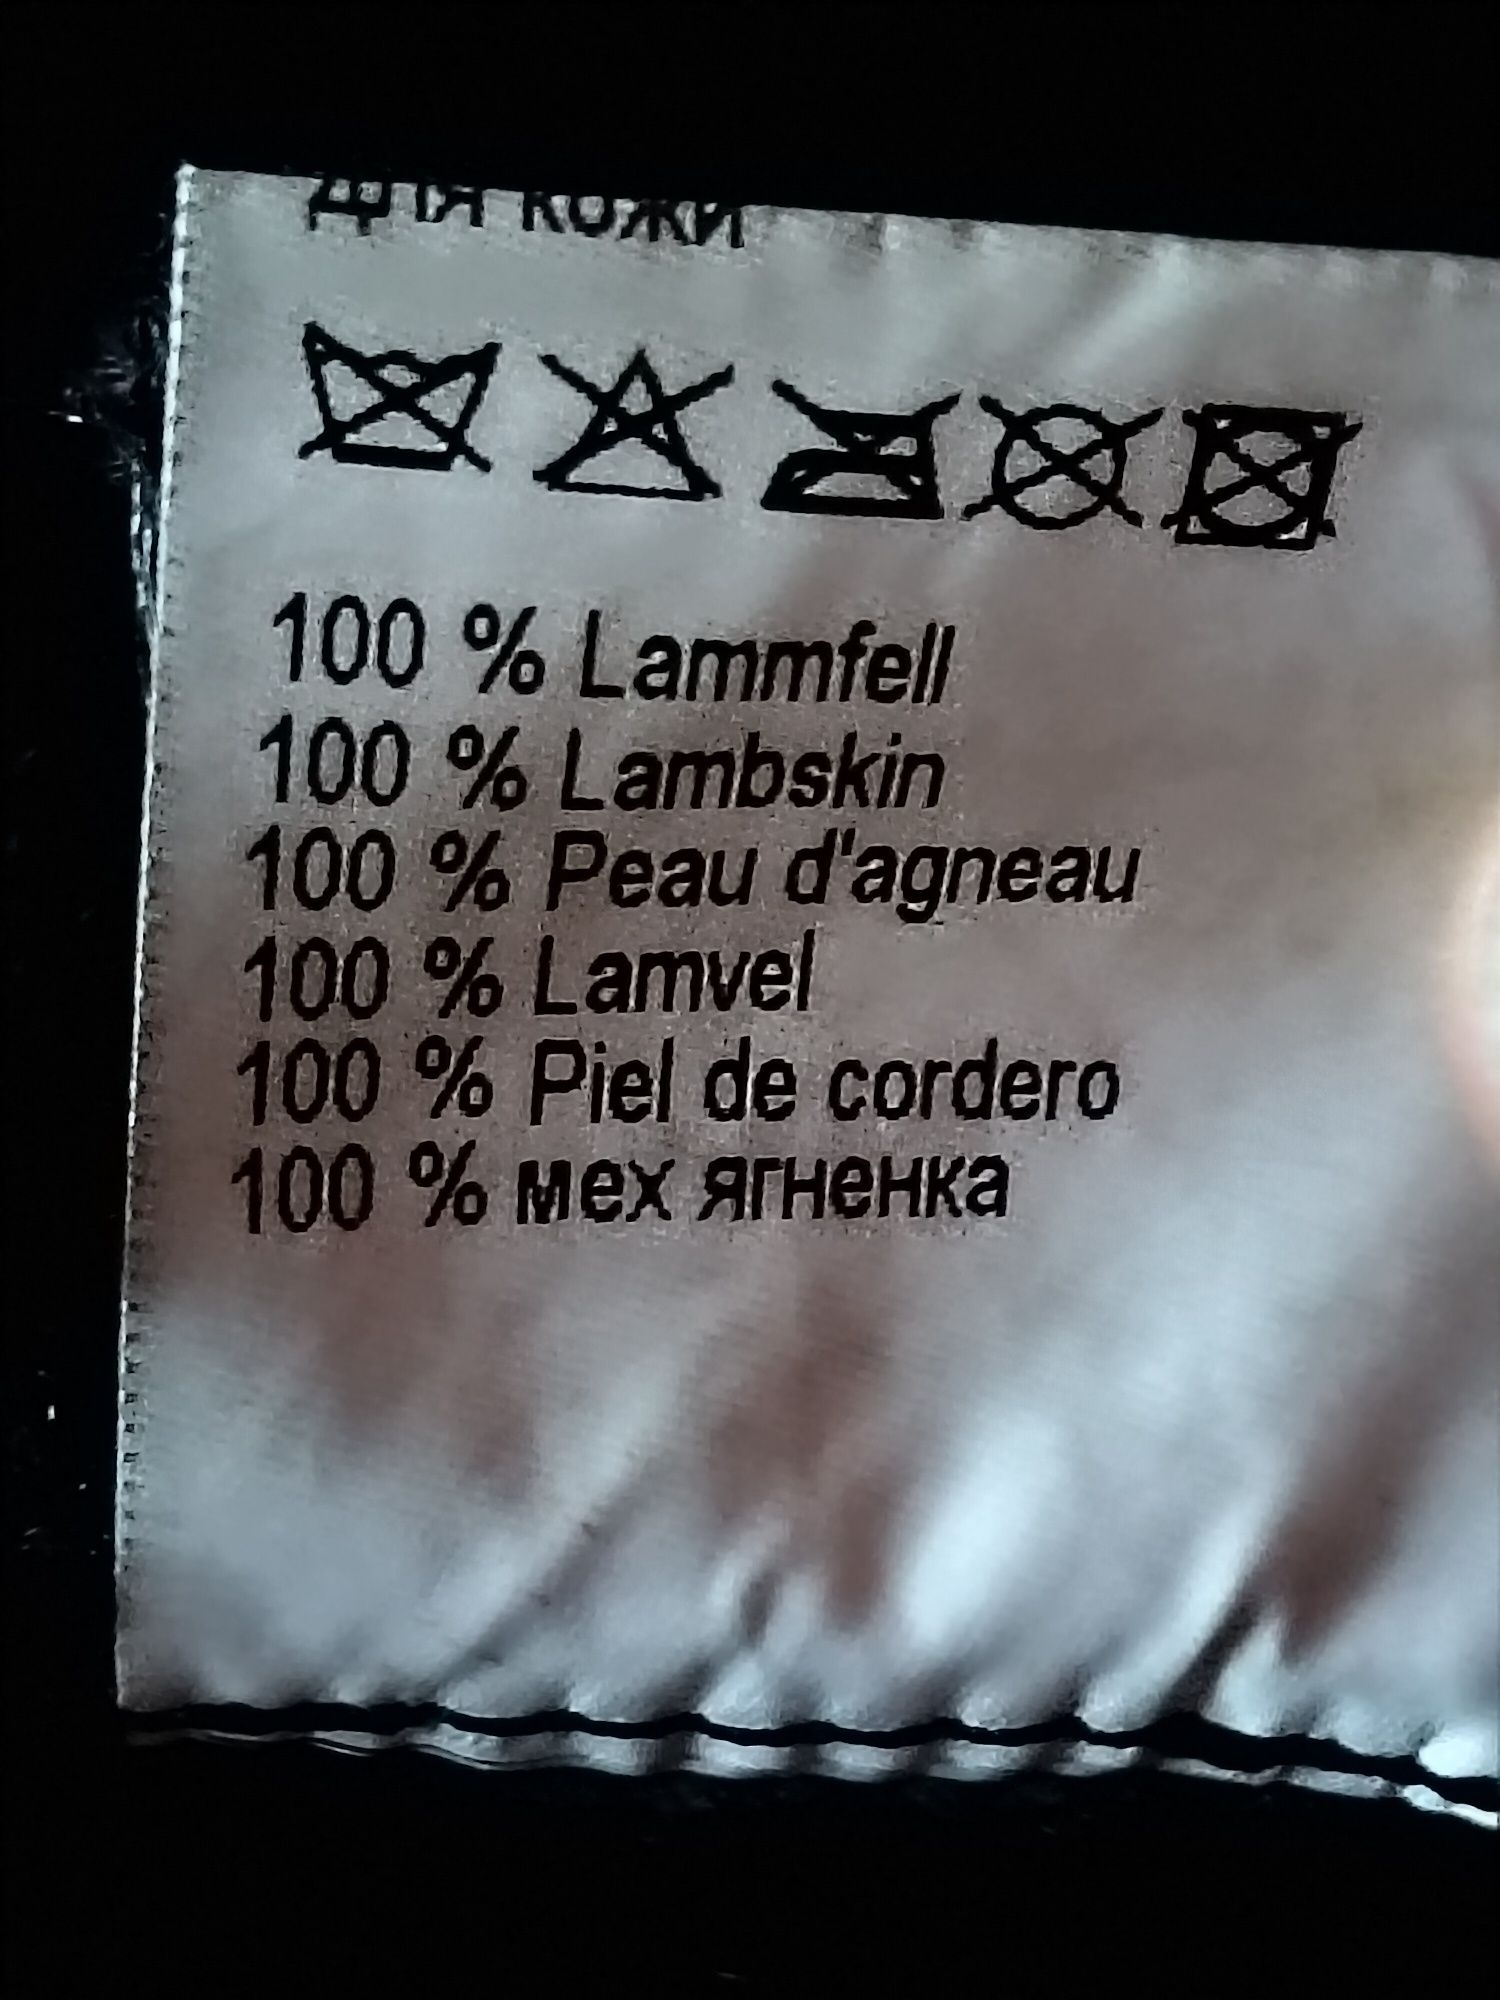 для кожи
100 % Lammfell
100 % Lambskin
100 % Peau d'agneau
100 % Lamvel
100 % Piel de cordero
100 % мех ягненка